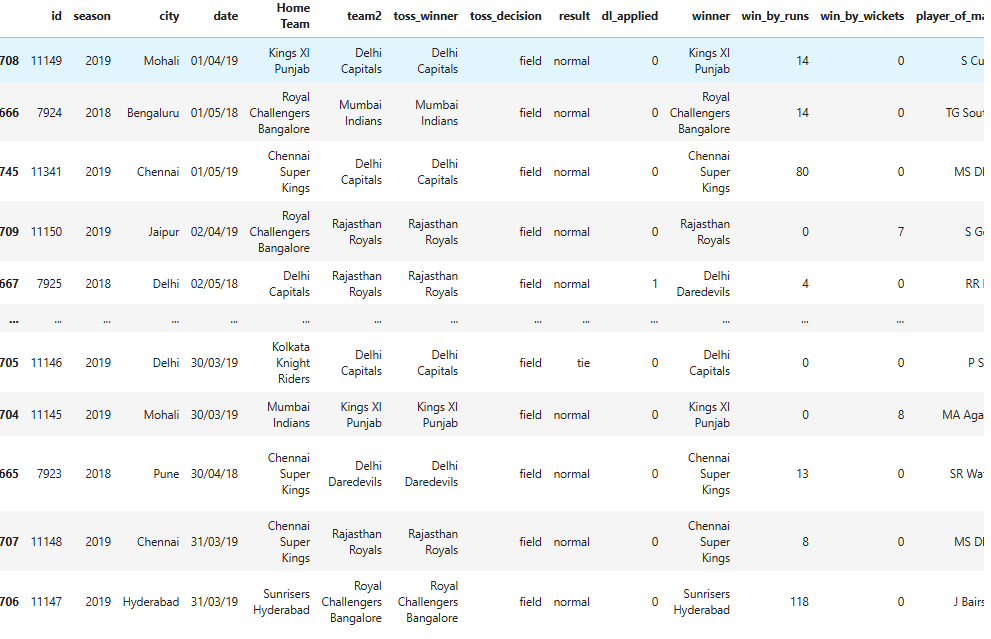 id season city date Home Team team2 toss_winner toss_decision result dl_applied winner win_by_runs win_by_wickets player_of_ma
708 11149 2019 Mohali 01/04/19 Kings XI Punjab Delhi Capitals Delhi Capitals field normal 0 Kings XI Punjab 14 0 S Cu
666 7924 2018 Bengaluru 01/05/18 Royal Challengers Bangalore Mumbai Indians Mumbai Indians field normal 0 Royal Challengers Bangalore 14 0 TG Sout
745 11341 2019 Chennai 01/05/19 Chennai Super Kings Delhi Capitals Delhi Capitals field normal 0 Chennai Super Kings 80 0 MS D
709 11150 2019 Jaipur 02/04/19 Royal Challengers Bangalore Rajasthan Royals Rajasthan Royals field normal 0 Rajasthan Royals 0 7 S G
667 7925 2018 Delhi 02/05/18 Delhi Capitals Rajasthan Royals Rajasthan Royals field normal 1 Delhi Daredevils 4 0 RR
... ... ... ... ... ... ... ... ... ... ... ... ... ...
705 11146 2019 Delhi 30/03/19 Kolkata Knight Riders Delhi Capitals Delhi Capitals field tie 0 Delhi Capitals 0 0 P S
704 11145 2019 Mohali 30/03/19 Mumbai Indians Kings XI Punjab Kings XI Punjab field normal 0 Kings XI Punjab 0 8 MA Aga
665 7923 2018 Pune 30/04/18 Chennai Super Kings Delhi Daredevils Delhi Daredevils field normal 0 Chennai Super Kings 13 0 SR Wa
707 11148 2019 Chennai 31/03/19 Chennai Super Kings Rajasthan Royals Rajasthan Royals field normal 0 Chennai Super Kings 8 0 MS D
706 11147 2019 Hyderabad 31/03/19 Sunrisers Hyderabad Royal Challengers Bangalore Royal Challengers Bangalore field normal 0 Sunrisers Hyderabad 118 0 J Bairs